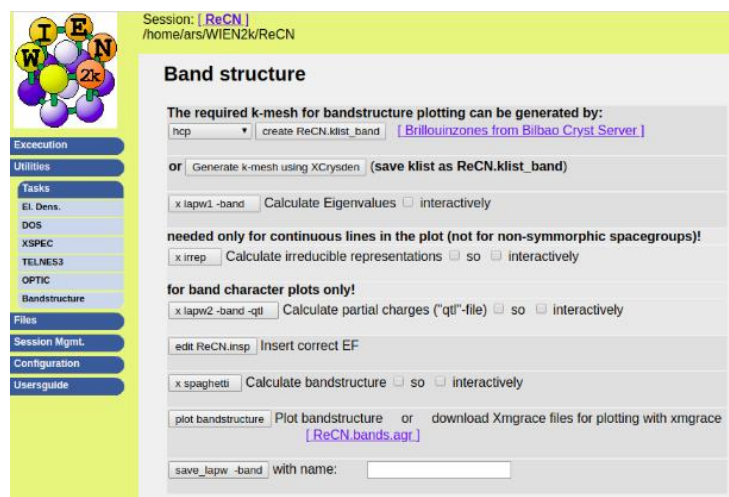 W I E N
2k
Session: [ ReCN ]
/home/ars/WIEN2k/ReCN
Excecution
Utilities
Tasks
El. Dens.
DOS
XSPEC
TELNES3
OPTIC
Bandstructure
Files
Session Mgmt.
Configuration
Usersguide
Band structure
The required k-mesh for bandstructure plotting can be generated by:
hcp create ReCN.klist_band [ Brillouinzones from Bilbao Cryst Server ]
or Generate k-mesh using XCrysden (save klist as ReCN.klist_band)
x lapw1 -band Calculate Eigenvalues interactively
needed only for continuous lines in the plot (not for non-symmorphic spacegroups)!
x irrep Calculate irreducible representations so interactively
for band character plots only!
x lapw2 -band -qtl Calculate partial charges ("qtl"-file) so interactively
edit ReCN.insp Insert correct EF
x spaghetti Calculate bandstructure so interactively
plot bandstructure Plot bandstructure or download Xmgrace files for plotting with xmgrace
[ ReCN.bands.agr ]
save_lapw -band with name: